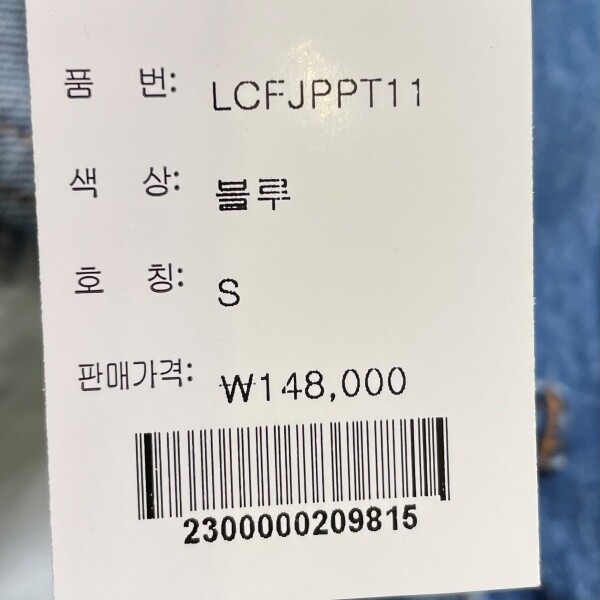 품 번: LCFJPPT11
색 상: 블루
호 칭: S
판매가격: ₩148,000
2300000209815